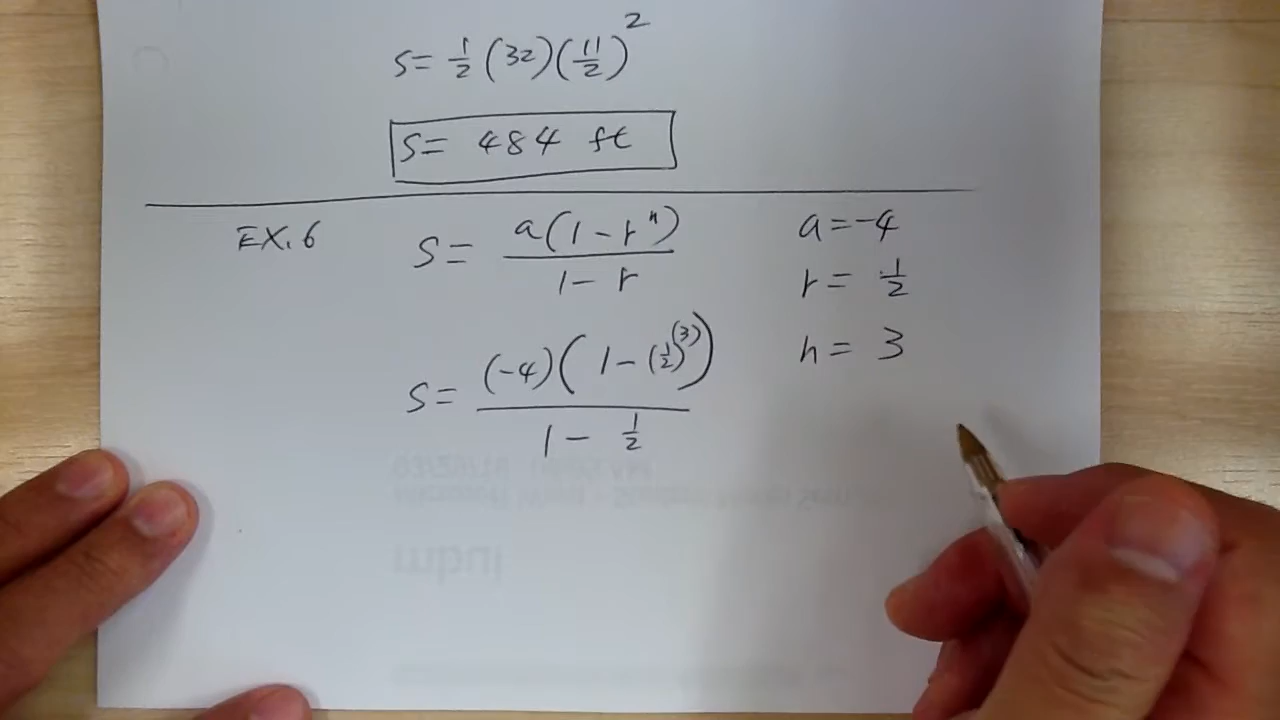 S= 1/2 (32)(11/2)^2
S= 484 ft
EX.6 S= a(1-r^n)/(1-r) a=-4
r= 1/2
S= (-4)(1-(1/2)^(3))/(1-1/2) n= 3